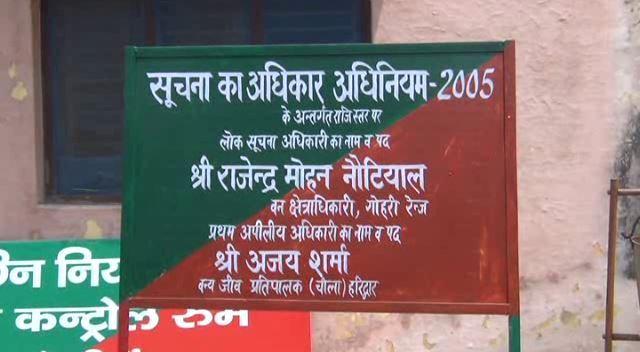 सूचना का अधिकार अधिनियम-2005
के अन्तर्गत राजि स्तर पर
लोक सूचना अधिकारी का नाम व पद
श्री राजेन्द्र मोहन नौटियाल
वन क्षेत्राधिकारी, गोहरी रेन्ज
प्रथम अपीलीय अधिकारी का नाम व पद
श्री अजय शर्मा
वन्य जीव प्रतिपालक (चीला) हरिद्वार
कन्ट्रोल रुम